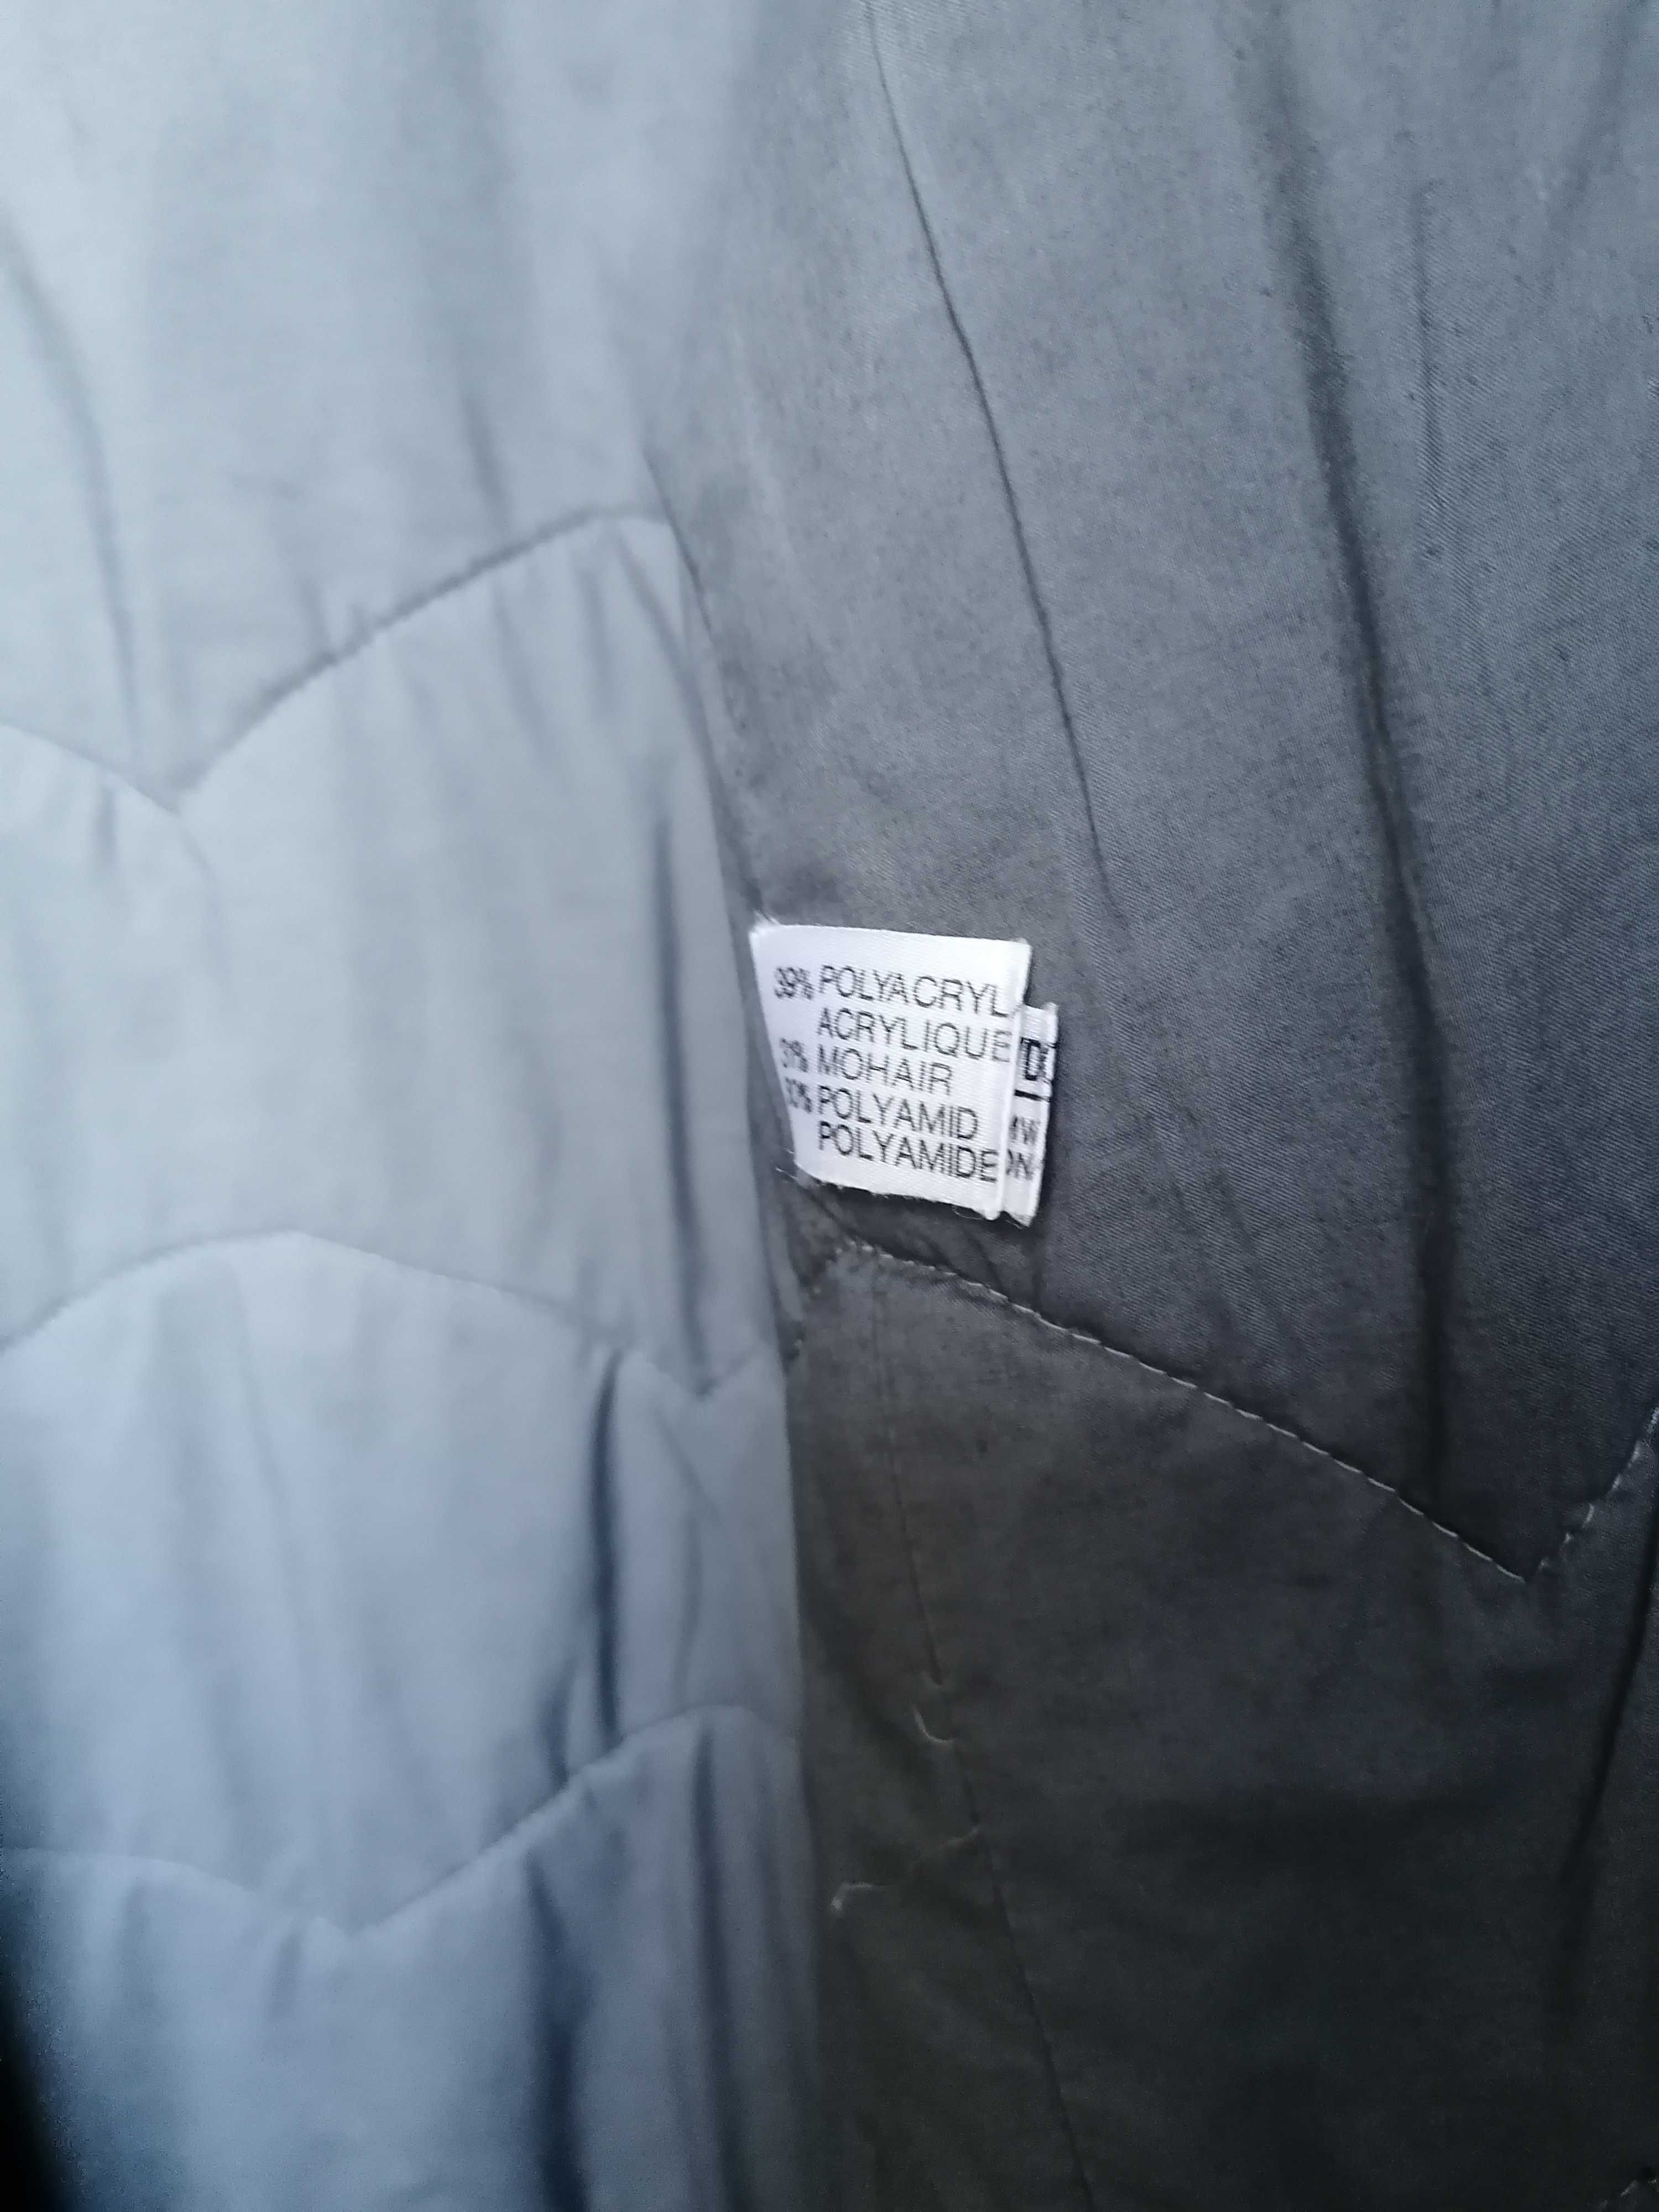 39% POLYACRYL
ACRYLIQUE
31% MOHAIR
30% POLYAMID
POLYAMIDE